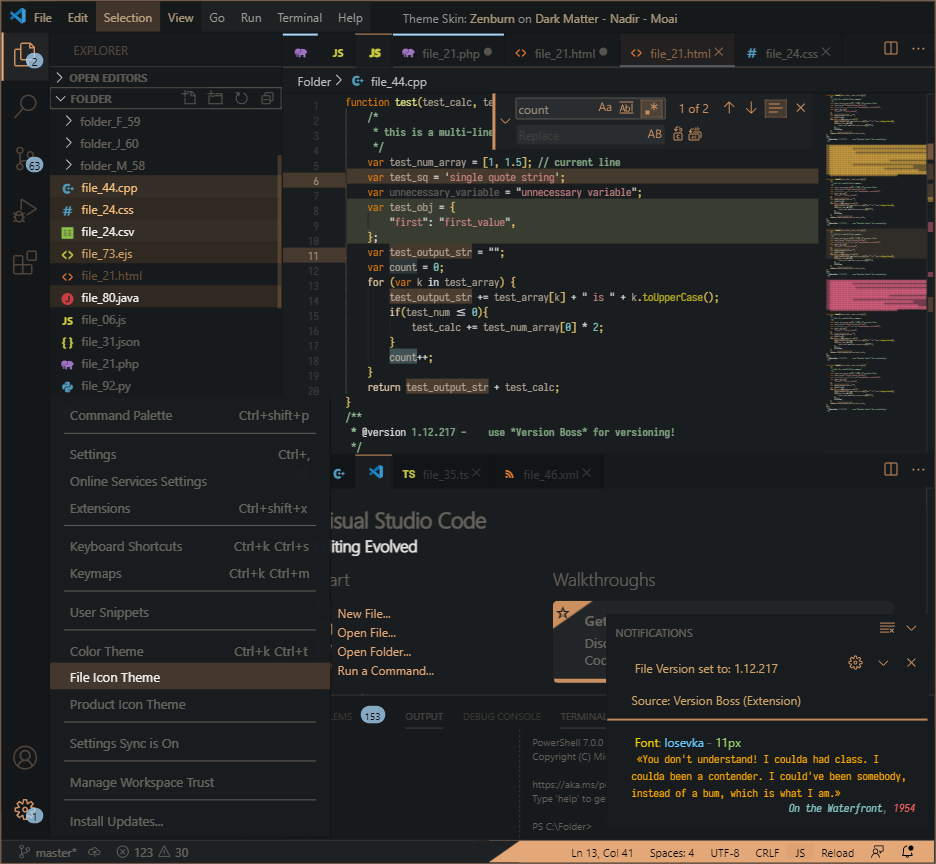 File Edit Selection View Go Run Terminal Help Theme Skin: Zenburn on Dark Matter - Nadir - Moai
2 EXPLORER
JS JS file_21.php file_21.html file_21.html file_24.css
OPEN EDITORS
Folder > file_44.cpp
FOLDER
folder_F_59
folder_J_60
folder_M_58
file_44.cpp
file_24.css
file_24.csv
file_73.ejs
file_21.html
file_80.java
file_06.js
file_31.json
file_21.php
file_92.py
63
count Aa Abl .* 1 of 2
Replace AB
1 function test(test_calc, te
2 /*
3 * this is a multi-line
4 */
5 var test_num_array = [1, 1.5]; // current line
6 var test_sq = 'single quote string';
7 var unnecessary_variable = "unnecessary variable";
8 var test_obj = {
9 "first": "first_value",
10 };
11 var test_output_str = "";
12 var count = 0;
13 for (var k in test_array) {
14 test_output_str += test_array[k] + " is " + k.toUpperCase();
15 if(test_num ≤ 0){
16 test_calc += test_num_array[0] * 2;
17 }
18 count++;
19 }
20 return test_output_str + test_calc;
}
/**
* @version 1.12.217 - use *Version Boss* for versioning!
*/
Command Palette Ctrl+shift+p
Settings Ctrl+,
Online Services Settings
Extensions Ctrl+shift+x
Keyboard Shortcuts Ctrl+k Ctrl+s
Keymaps Ctrl+k Ctrl+m
User Snippets
Color Theme Ctrl+k Ctrl+t
File Icon Theme
Product Icon Theme
Settings Sync is On
Manage Workspace Trust
Install Updates...
TS file_35.ts file_46.xml
isual Studio Code
iting Evolved
art
New File...
Open File...
Open Folder...
Run a Command...
Walkthroughs
Get
Disc
Coc
LEMS 153 OUTPUT DEBUG CONSOLE TERMINAL
PowerShell 7.0.0
Copyright (C) Mi
https://aka.ms/p
Type 'help' to ge
PS C:\Folder>
NOTIFICATIONS
File Version set to: 1.12.217
Source: Version Boss (Extension)
Font: Iosevka - 11px
«You don't understand! I coulda had class. I
coulda been a contender. I could've been somebody,
instead of a bum, which is what I am.»
On the Waterfront, 1954
1
master* 123 30 Ln 13, Col 41 Spaces: 4 UTF-8 CRLF JS Reload